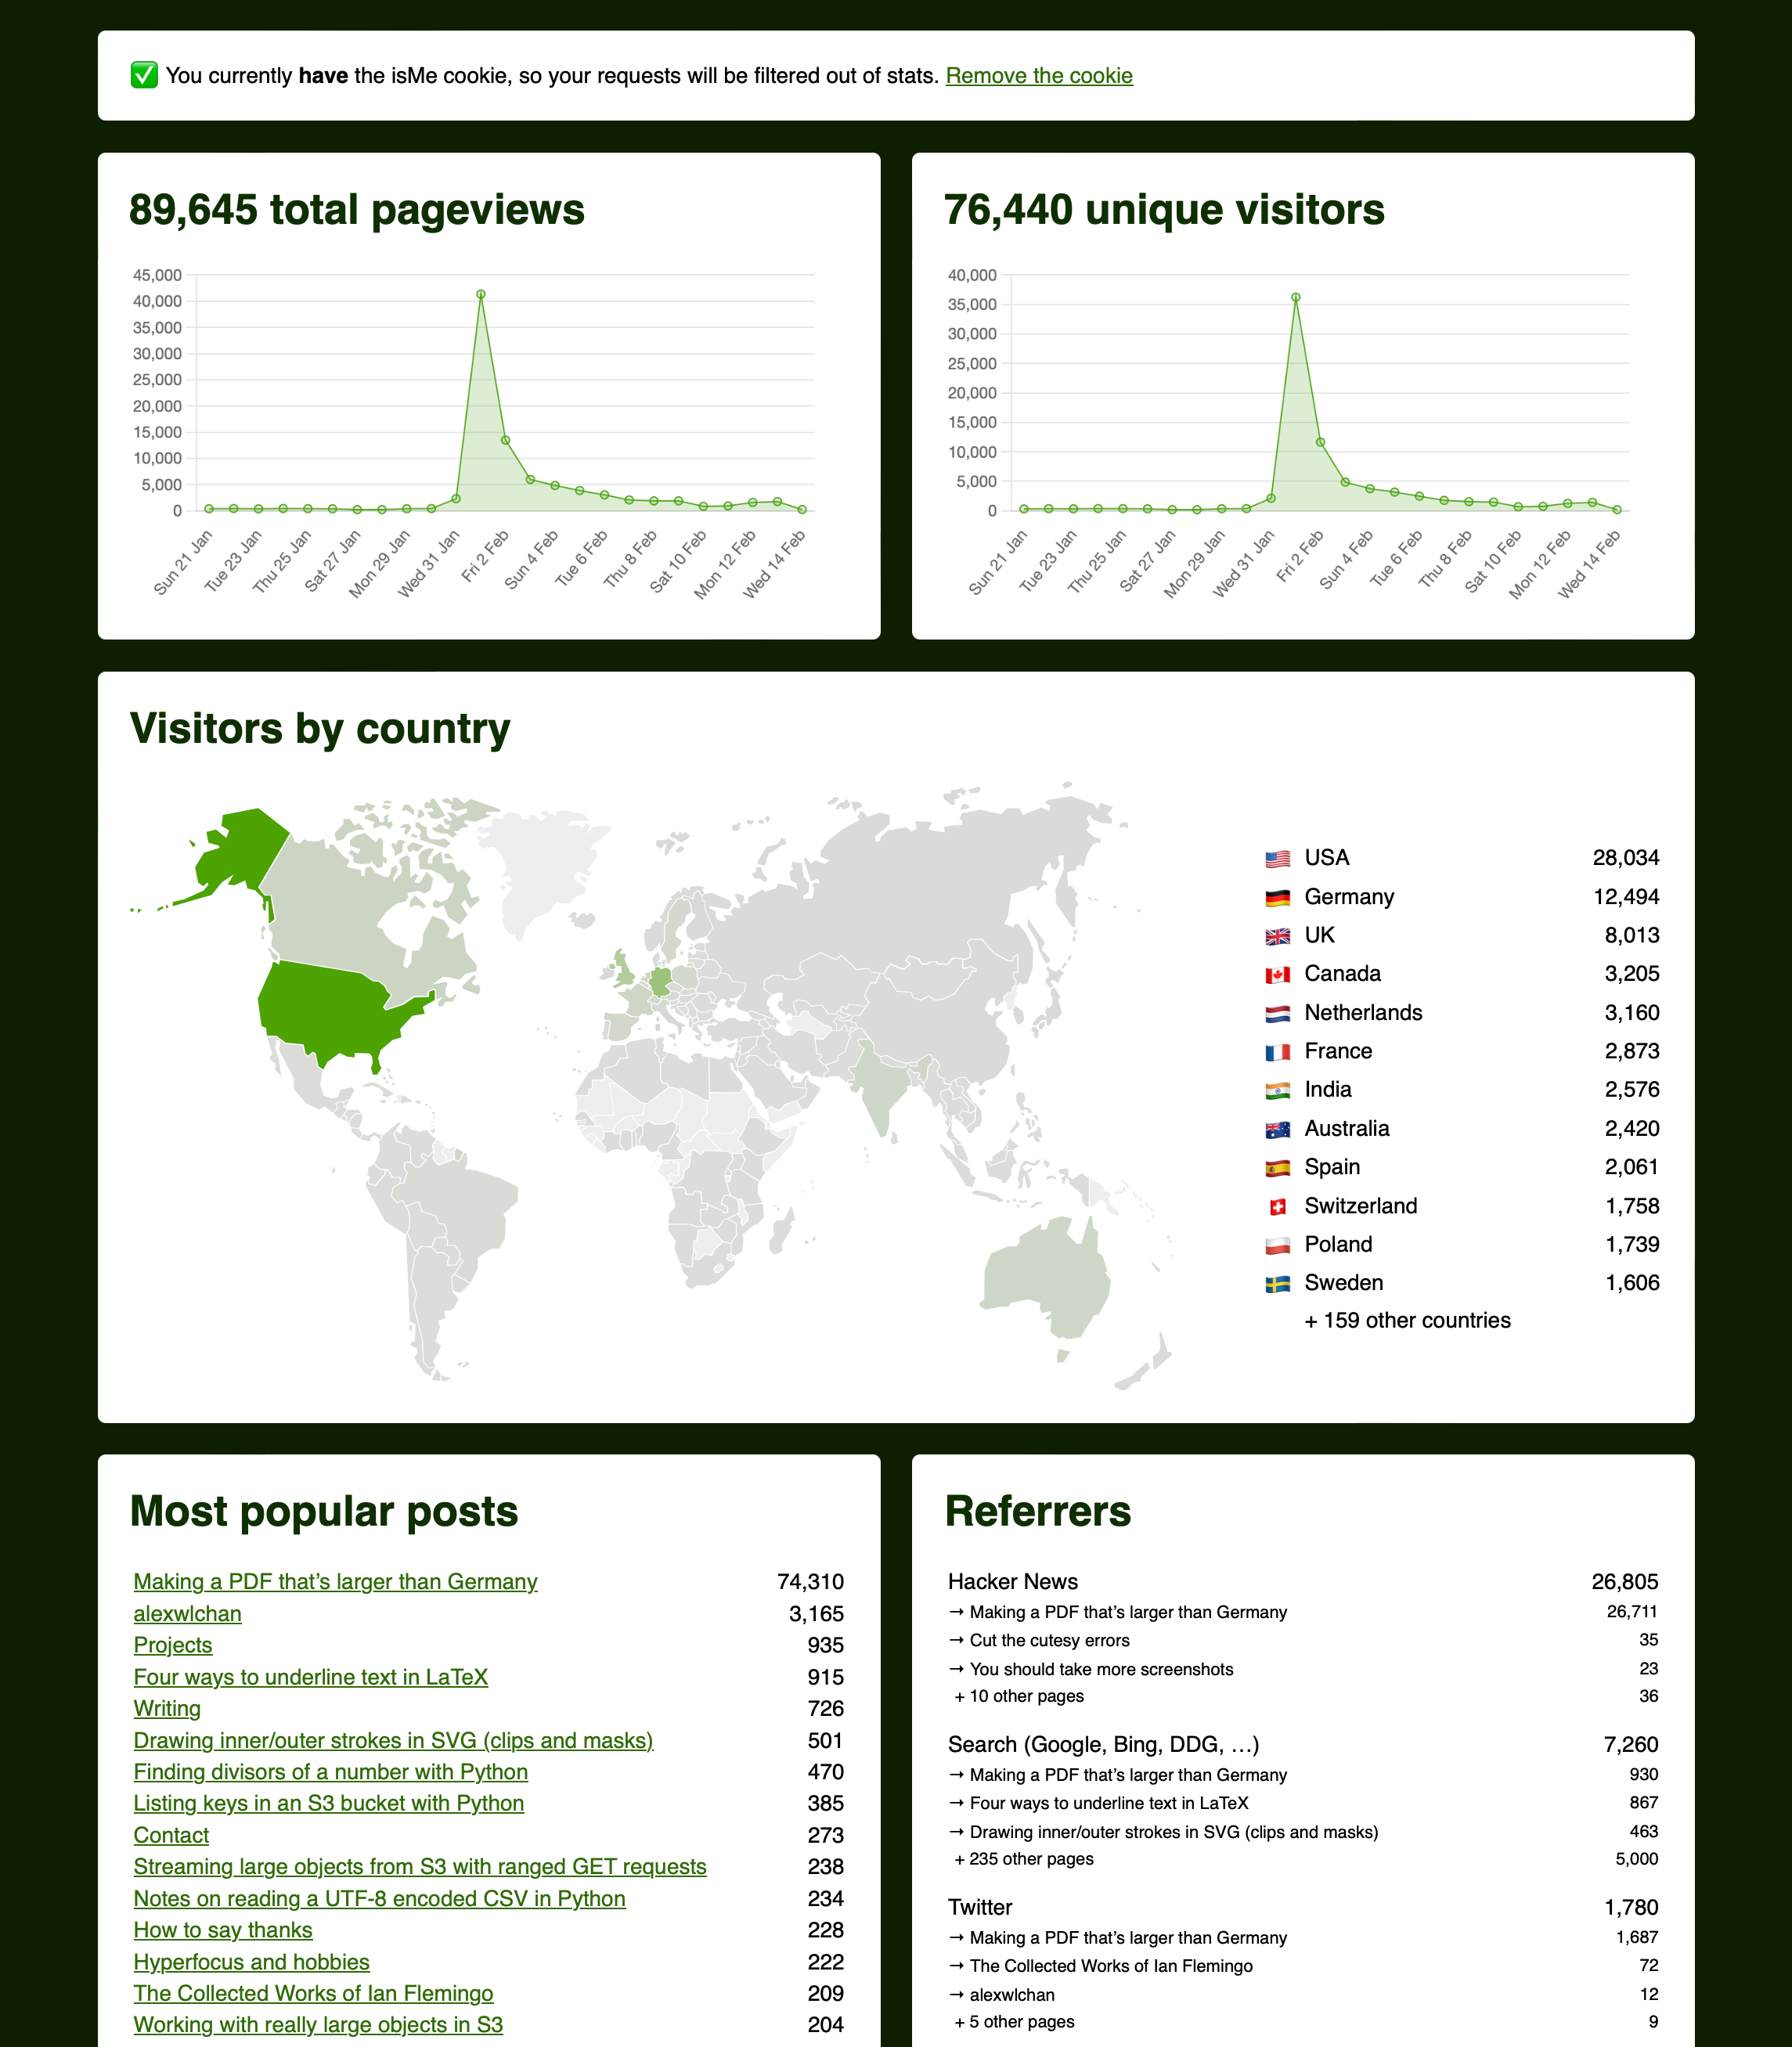 You currently have the isMe cookie, so your requests will be filtered out of stats. Remove the cookie
89,645 total pageviews
45,000
40,000
35,000
30,000
25,000
20,000
15,000
10,000
5,000
0
Sun 21 Jan
Tue 23 Jan
Thu 25 Jan
Sat 27 Jan
Mon 29 Jan
Wed 31 Jan
Fri 2 Feb
Sun 4 Feb
Tue 6 Feb
Thu 8 Feb
Sat 10 Feb
Mon 12 Feb
Wed 14 Feb
76,440 unique visitors
40,000
35,000
30,000
25,000
20,000
15,000
10,000
5,000
0
Sun 21 Jan
Tue 23 Jan
Thu 25 Jan
Sat 27 Jan
Mon 29 Jan
Wed 31 Jan
Fri 2 Feb
Sun 4 Feb
Tue 6 Feb
Thu 8 Feb
Sat 10 Feb
Mon 12 Feb
Wed 14 Feb
Visitors by country
USA 28,034
Germany 12,494
UK 8,013
Canada 3,205
Netherlands 3,160
France 2,873
India 2,576
Australia 2,420
Spain 2,061
Switzerland 1,758
Poland 1,739
Sweden 1,606
+ 159 other countries
Most popular posts
Making a PDF that’s larger than Germany 74,310
alexwlchan 3,165
Projects 935
Four ways to underline text in LaTeX 915
Writing 726
Drawing inner/outer strokes in SVG (clips and masks) 501
Finding divisors of a number with Python 470
Listing keys in an S3 bucket with Python 385
Contact 273
Streaming large objects from S3 with ranged GET requests 238
Notes on reading a UTF-8 encoded CSV in Python 234
How to say thanks 228
Hyperfocus and hobbies 222
The Collected Works of Ian Flemingo 209
Working with really large objects in S3 204
Referrers
Hacker News 26,805
→ Making a PDF that’s larger than Germany 26,711
→ Cut the cutesy errors 35
→ You should take more screenshots 23
+ 10 other pages 36
Search (Google, Bing, DDG, …) 7,260
→ Making a PDF that’s larger than Germany 930
→ Four ways to underline text in LaTeX 867
→ Drawing inner/outer strokes in SVG (clips and masks) 463
+ 235 other pages 5,000
Twitter 1,780
→ Making a PDF that’s larger than Germany 1,687
→ The Collected Works of Ian Flemingo 72
→ alexwlchan 12
+ 5 other pages 9